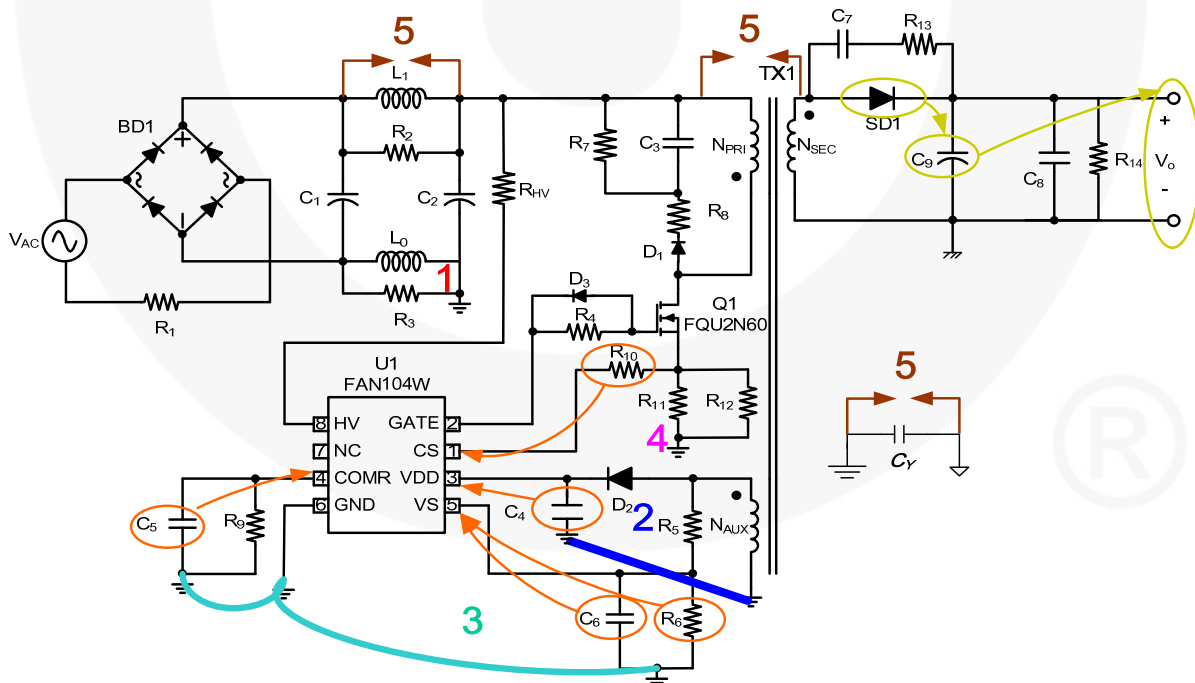 5
5
C7
R13
L1
TX1
BD1
+
R2
R7
C3
NPRI
NSEC
SD1
+
C9
Vo
C8
R14
-
C1
C2
RHV
R8
VAC
L0
1
D1
R1
R3
D3
R4
Q1
FQU2N60
U1
FAN104W
R10
5
R11
R12
4
CY
8 HV GATE 2
7 NC CS 1
4 COMR VDD 3
6 GND VS 5
C5
R9
C4
D2
2
R5
NAUX
3
C6
R6
®